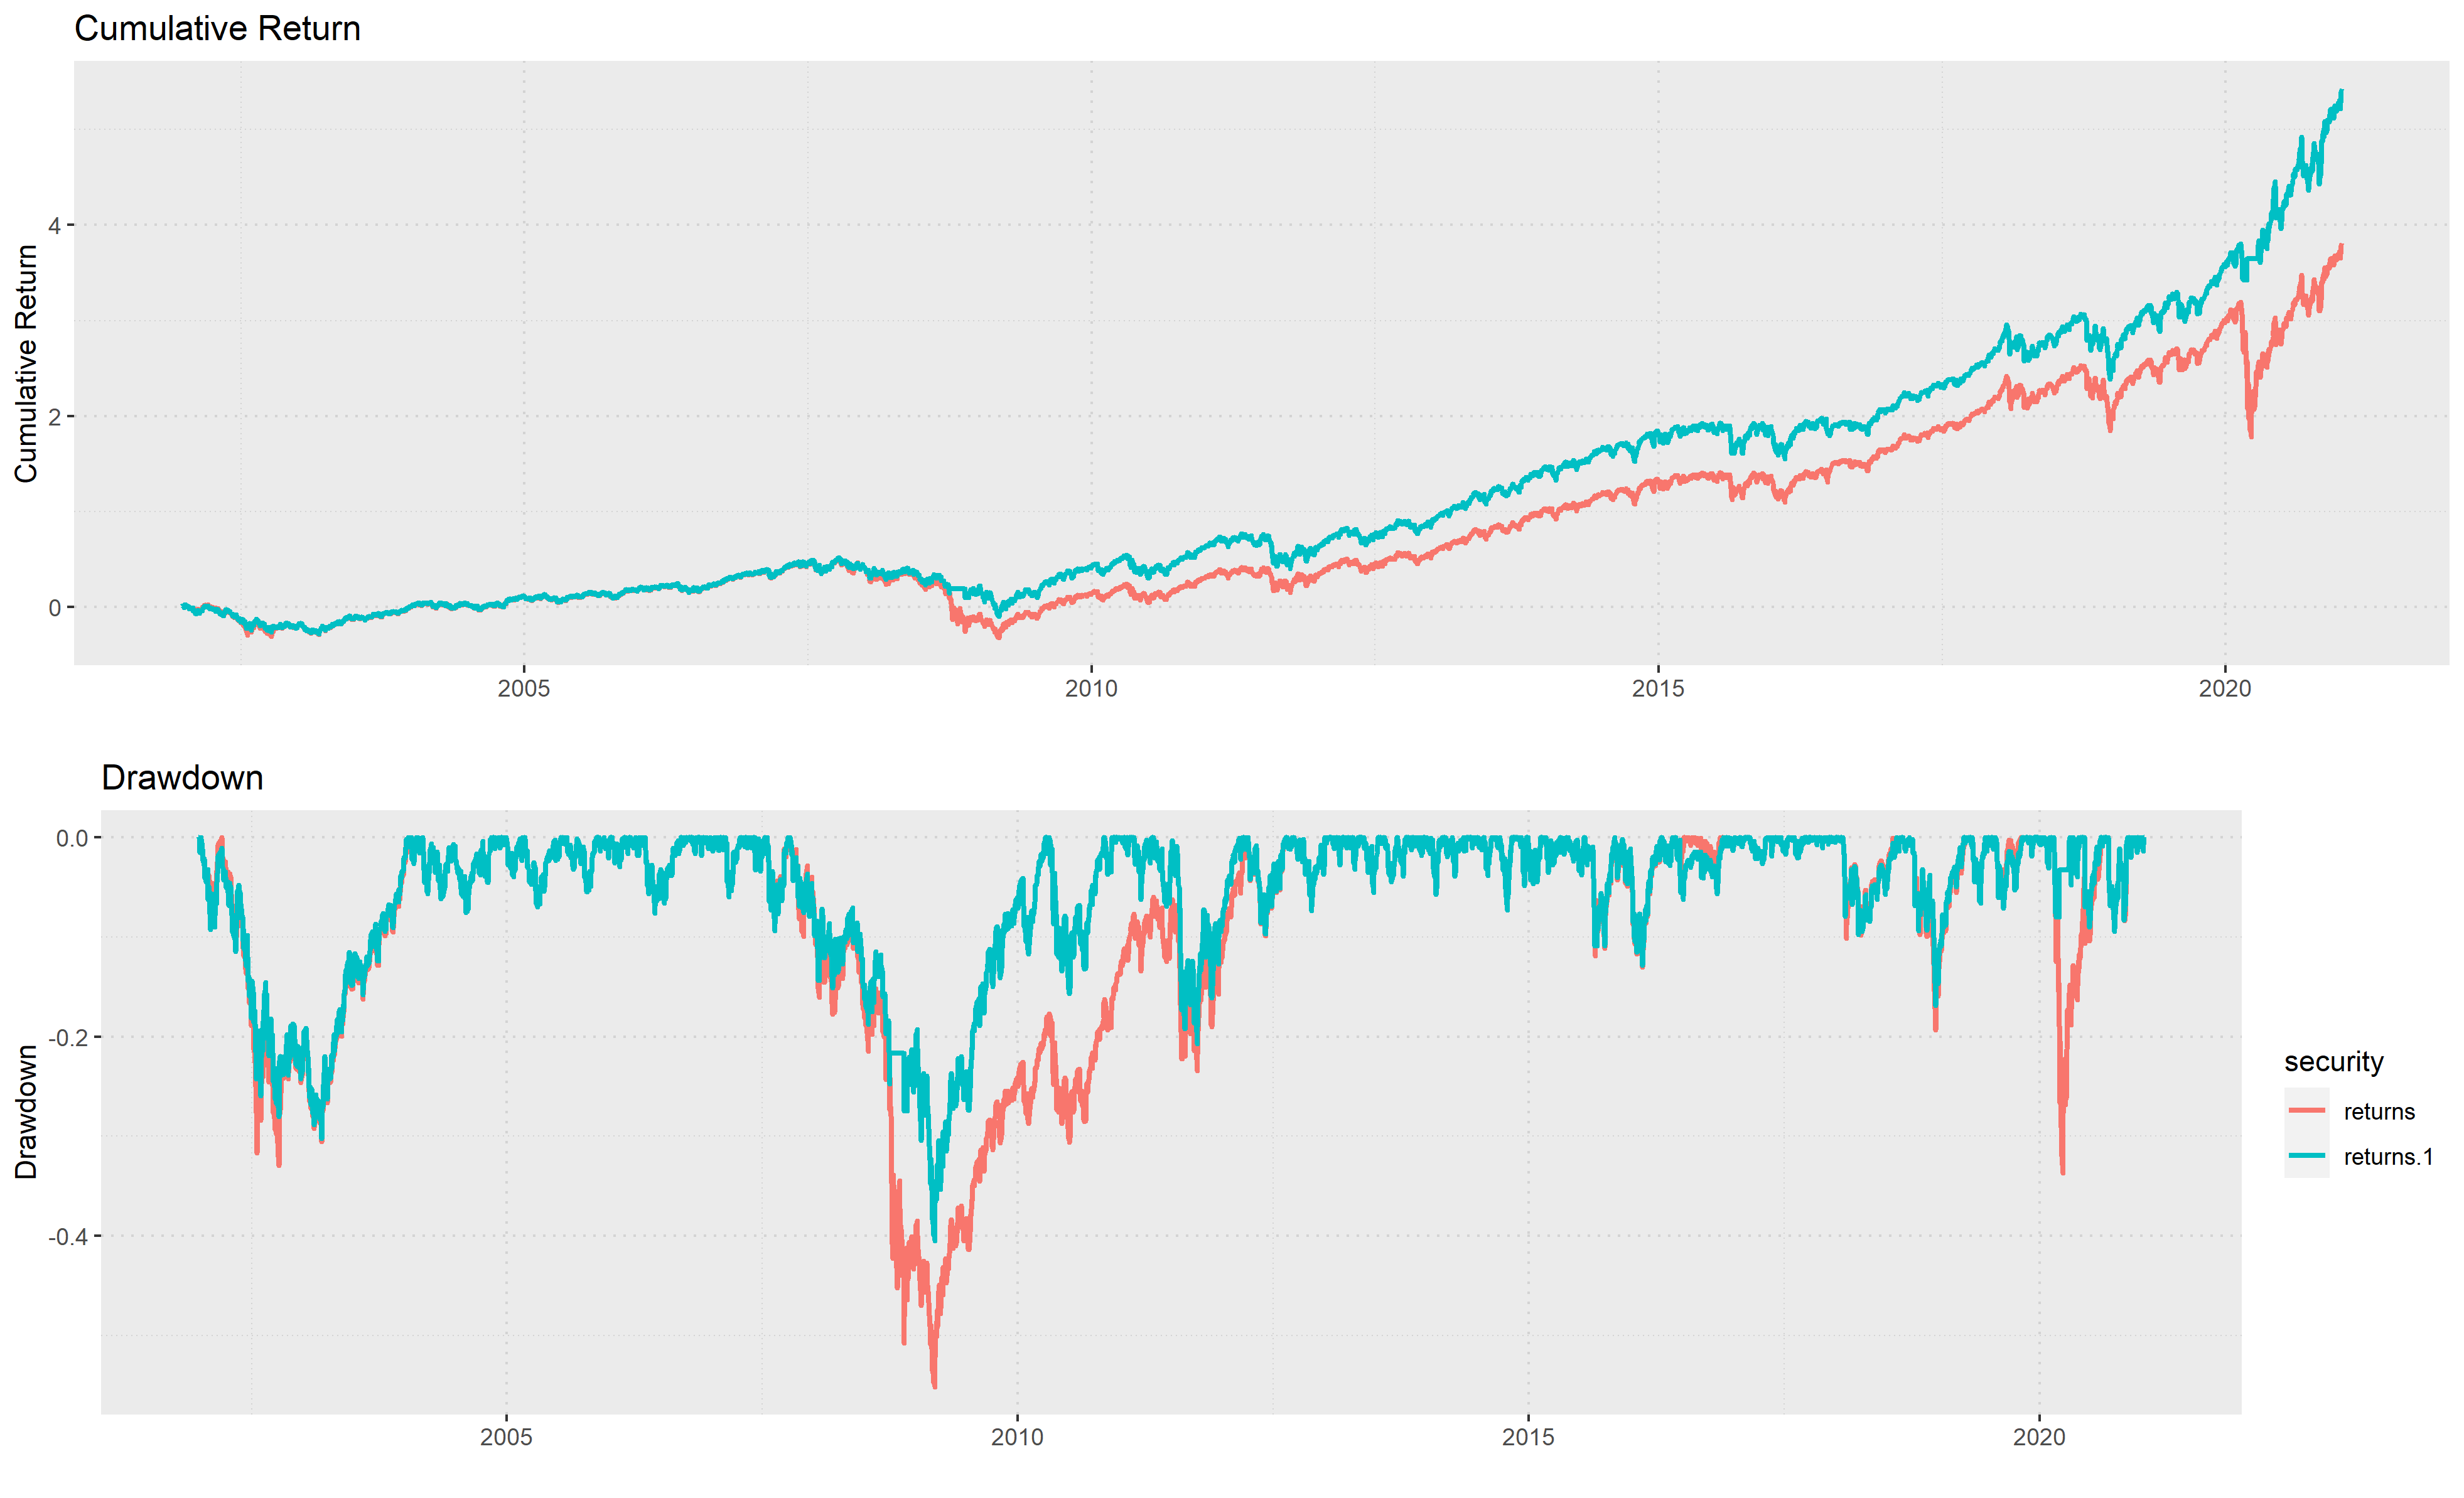 Cumulative Return
Cumulative Return
4
2
0
2005 2010 2015 2020
Drawdown
Drawdown
0.0
-0.2
-0.4
2005 2010 2015 2020
security
returns
returns.1